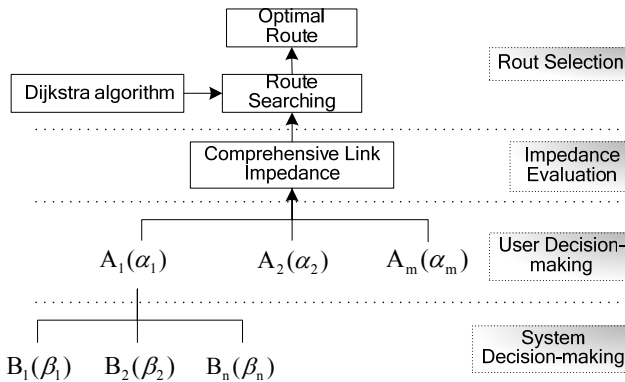 Optimal
Route
Rout Selection
Dijkstra algorithm
Route
Searching
Comprehensive Link
Impedance
Impedance
Evaluation
A₁(α₁)
A₂(α₂)
Aₘ(αₘ)
User Decision-
making
B₁(β₁)
B₂(β₂)
Bₙ(βₙ)
System
Decision-making